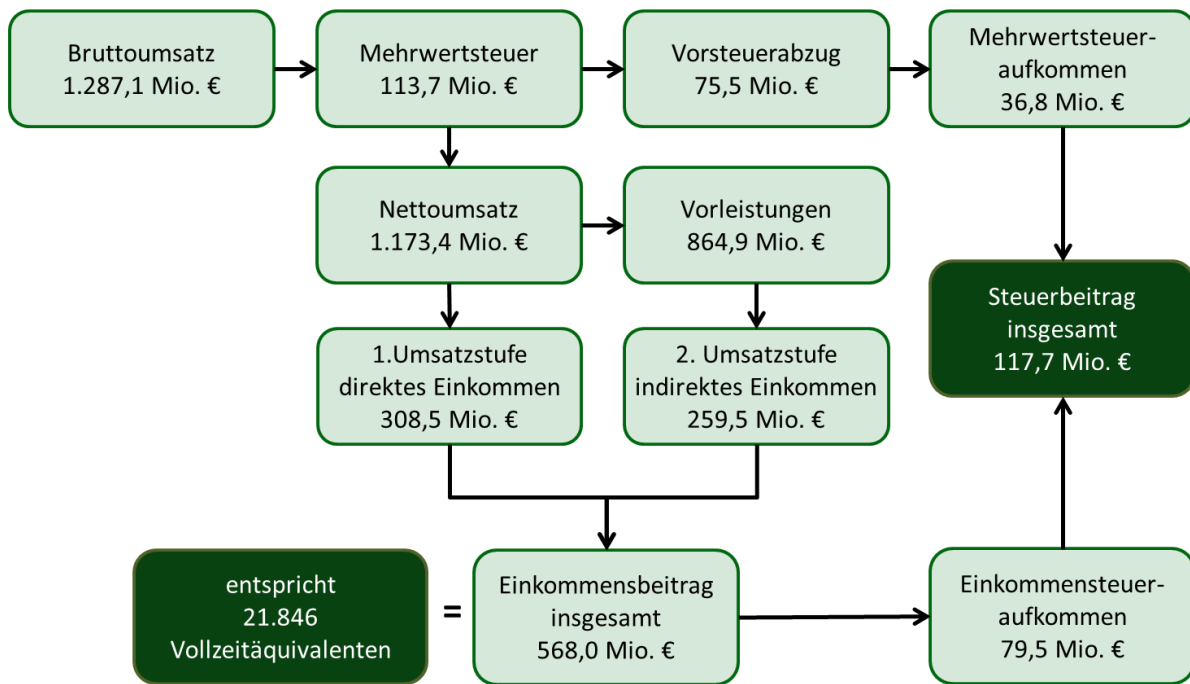 Bruttoumsatz
1.287,1 Mio. €
Mehrwertsteuer
113,7 Mio. €
Vorsteuerabzug
75,5 Mio. €
Mehrwertsteuer-
aufkommen
36,8 Mio. €
Nettoumsatz
1.173,4 Mio. €
Vorleistungen
864,9 Mio. €
Steuerbeitrag
insgesamt
117,7 Mio. €
1.Umsatzstufe
direktes Einkommen
308,5 Mio. €
2. Umsatzstufe
indirektes Einkommen
259,5 Mio. €
entspricht
21.846
Vollzeitäquivalenten
=
Einkommensbeitrag
insgesamt
568,0 Mio. €
Einkommensteuer-
aufkommen
79,5 Mio. €